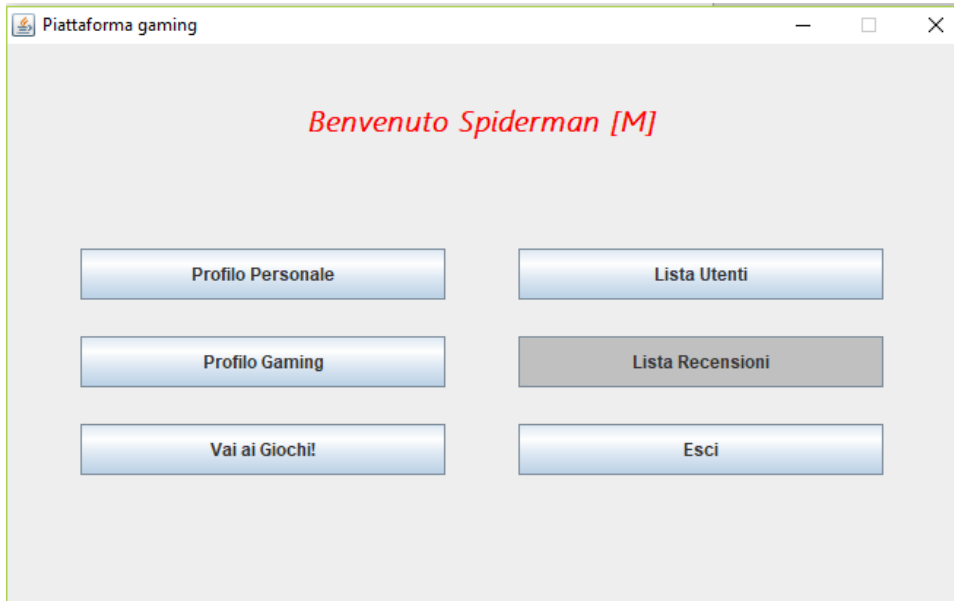 Piattaforma gaming
Benvenuto Spiderman [M]
Profilo Personale
Lista Utenti
Profilo Gaming
Lista Recensioni
Vai ai Giochi!
Esci